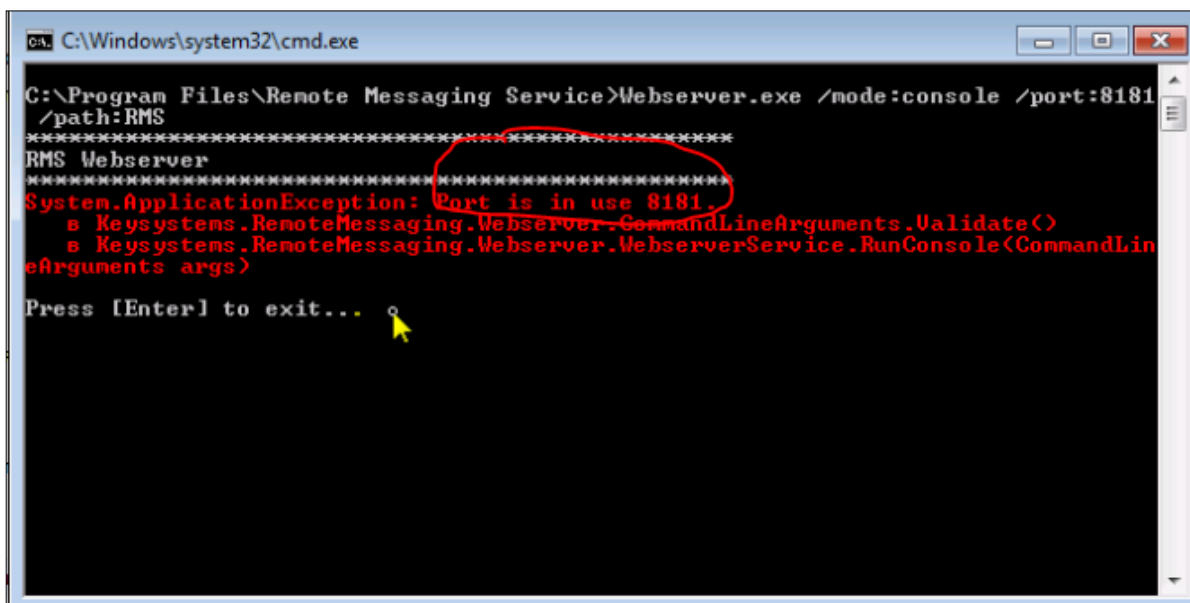 C:\Windows\system32\cmd.exe
C:\Program Files\Remote Messaging Service>Webserver.exe /mode:console /port:8181
/path:RMS
**************************************************
RMS Webserver
**************************************************
System.ApplicationException: Port is in use 8181.
в Keysystems.RemoteMessaging.Webserver.CommandLineArguments.Validate()
в Keysystems.RemoteMessaging.Webserver.WebserverService.RunConsole(CommandLin
eArguments args)
Press [Enter] to exit...